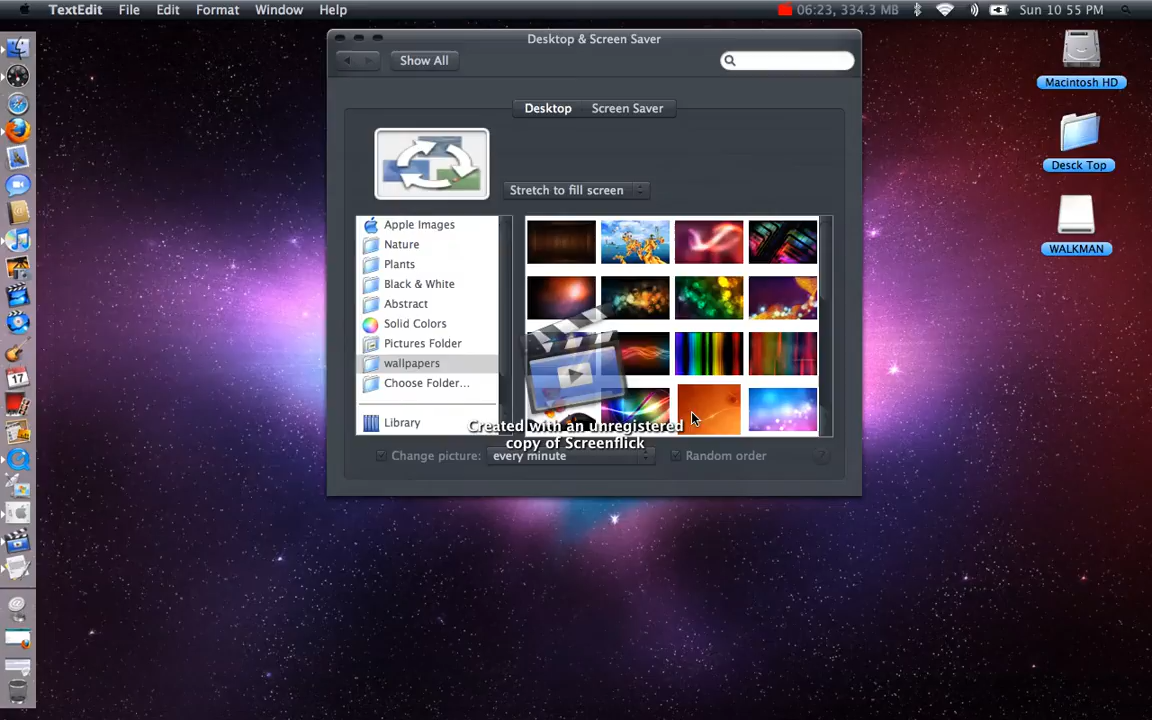 TextEdit File Edit Format Window Help 06:23, 334.3 MB Sun 10 55 PM
Desktop & Screen Saver
Show All
Macintosh HD
Desktop Screen Saver
Desck Top
Stretch to fill screen
WALKMAN
Apple Images
Nature
Plants
Black & White
Abstract
Solid Colors
Pictures Folder
wallpapers
Choose Folder...
Library
Created with an unregistered
copy of Screenflick
Change picture: every minute Random order
17